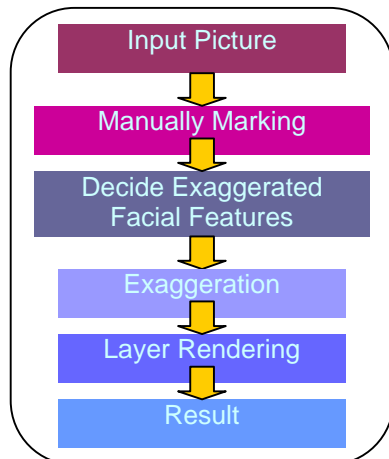 Input Picture
Manually Marking
Decide Exaggerated
Facial Features
Exaggeration
Layer Rendering
Result